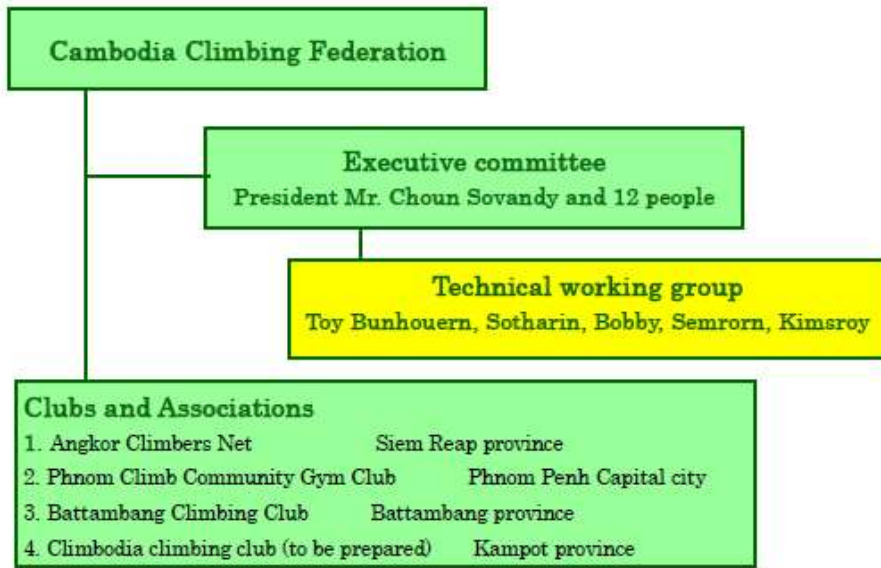 Cambodia Climbing Federation
Executive committee
President Mr. Choun Sovandy and 12 people
Technical working group
Toy Bunhouern, Sotharin, Bobby, Semrorn, Kimsroy
Clubs and Associations
1. Angkor Climbers Net Siem Reap province
2. Phnom Climb Community Gym Club Phnom Penh Capital city
3. Battambang Climbing Club Battambang province
4. Climbodia climbing club (to be prepared) Kampot province